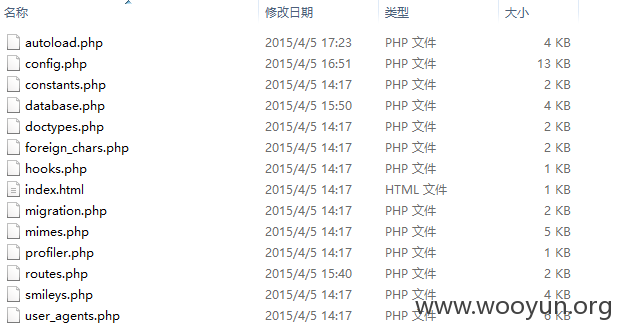 名称 修改日期 类型 大小
autoload.php 2015/4/5 17:23 PHP 文件 4 KB
config.php 2015/4/5 16:51 PHP 文件 13 KB
constants.php 2015/4/5 14:17 PHP 文件 2 KB
database.php 2015/4/5 15:50 PHP 文件 4 KB
doctypes.php 2015/4/5 14:17 PHP 文件 2 KB
foreign_chars.php 2015/4/5 14:17 PHP 文件 2 KB
hooks.php 2015/4/5 14:17 PHP 文件 1 KB
index.html 2015/4/5 14:17 HTML 文件 1 KB
migration.php 2015/4/5 14:17 PHP 文件 2 KB
mimes.php 2015/4/5 14:17 PHP 文件 5 KB
profiler.php 2015/4/5 14:17 PHP 文件 1 KB
routes.php 2015/4/5 15:40 PHP 文件 2 KB
smileys.php 2015/4/5 14:17 PHP 文件 4 KB
user_agents.php 2015/4/5 14:17 PHP 文件 6 KB
www.wooyun.org